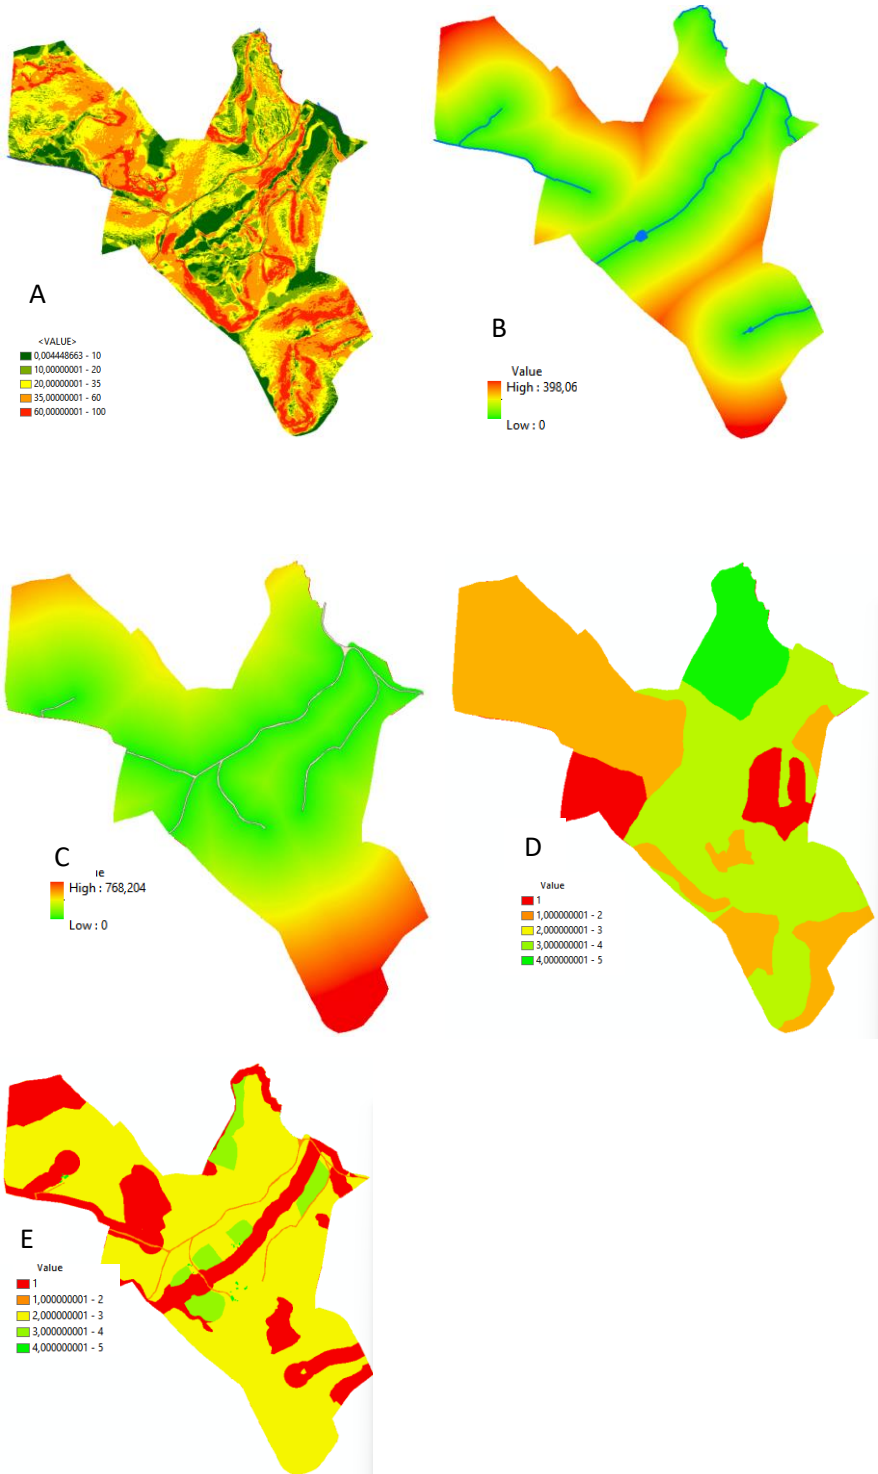 A
<VALUE>
0,004448663 - 10
10,00000001 - 20
20,00000001 - 35
35,00000001 - 60
60,00000001 - 100
B
Value
High : 398,06
Low : 0
C
ie
High : 768,204
Low : 0
D
Value
1
1,000000001 - 2
2,000000001 - 3
3,000000001 - 4
4,000000001 - 5
E
Value
1
1,000000001 - 2
2,000000001 - 3
3,000000001 - 4
4,000000001 - 5